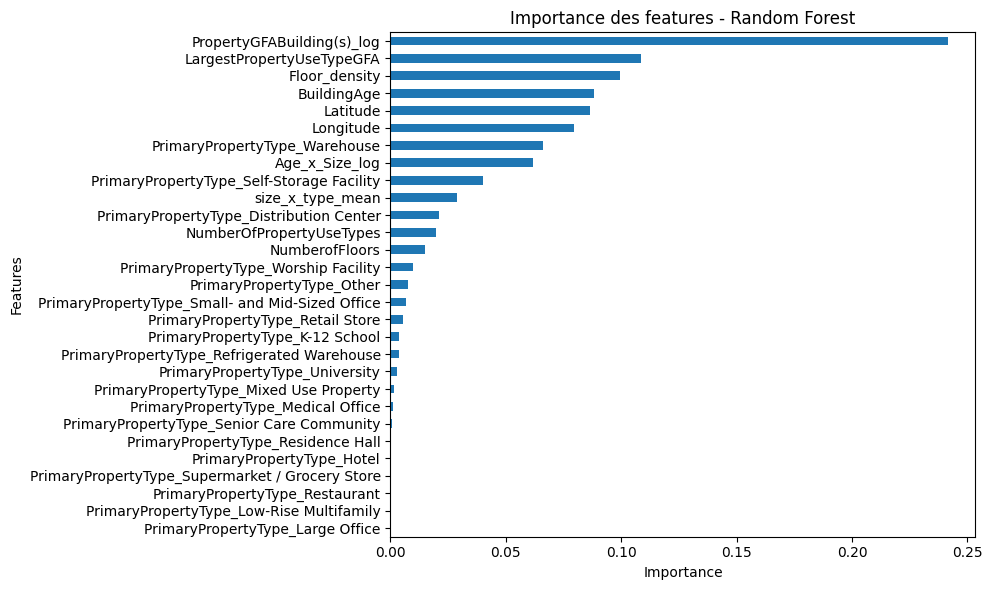 Importance des features - Random Forest
PropertyGFABuilding(s)_log
LargestPropertyUseTypeGFA
Floor_density
BuildingAge
Latitude
Longitude
PrimaryPropertyType_Warehouse
Age_x_Size_log
PrimaryPropertyType_Self-Storage Facility
size_x_type_mean
PrimaryPropertyType_Distribution Center
NumberOfPropertyUseTypes
NumberofFloors
PrimaryPropertyType_Worship Facility
PrimaryPropertyType_Other
PrimaryPropertyType_Small- and Mid-Sized Office
PrimaryPropertyType_Retail Store
PrimaryPropertyType_K-12 School
PrimaryPropertyType_Refrigerated Warehouse
PrimaryPropertyType_University
PrimaryPropertyType_Mixed Use Property
PrimaryPropertyType_Medical Office
PrimaryPropertyType_Senior Care Community
PrimaryPropertyType_Residence Hall
PrimaryPropertyType_Hotel
PrimaryPropertyType_Supermarket / Grocery Store
PrimaryPropertyType_Restaurant
PrimaryPropertyType_Low-Rise Multifamily
PrimaryPropertyType_Large Office
Features
0.00 0.05 0.10 0.15 0.20 0.25
Importance